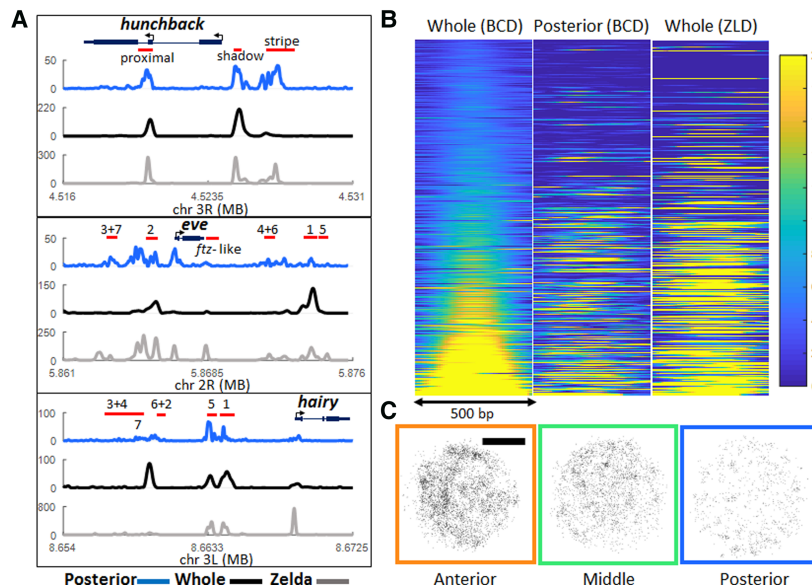 A
hunchback
proximal
shadow
stripe
50
0
220
0
300
0
4.516
4.5235
4.531
chr 3R (MB)
eve
3+7
2
ftz-like
4+6
1
5
50
0
150
0
250
0
5.861
5.8685
5.876
chr 2R (MB)
hairy
3+4
7
6+2
5
1
100
0
100
0
800
0
8.654
8.6633
8.6725
chr 3L (MB)
Posterior
Whole
Zelda
B
Whole (BCD)
Posterior (BCD)
Whole (ZLD)
500 bp
C
Anterior
Middle
Posterior